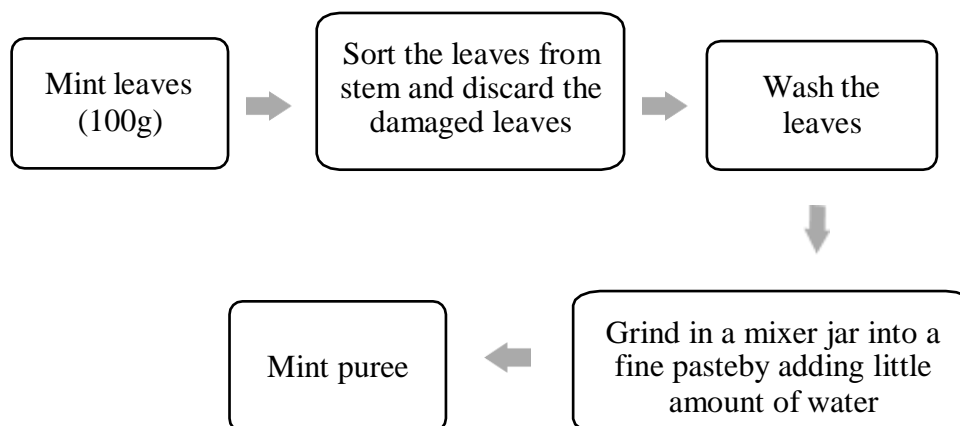 Mint leaves
(100g)
Sort the leaves from
stem and discard the
damaged leaves
Wash the
leaves
Grind in a mixer jar into a
fine pasteby adding little
amount of water
Mint puree